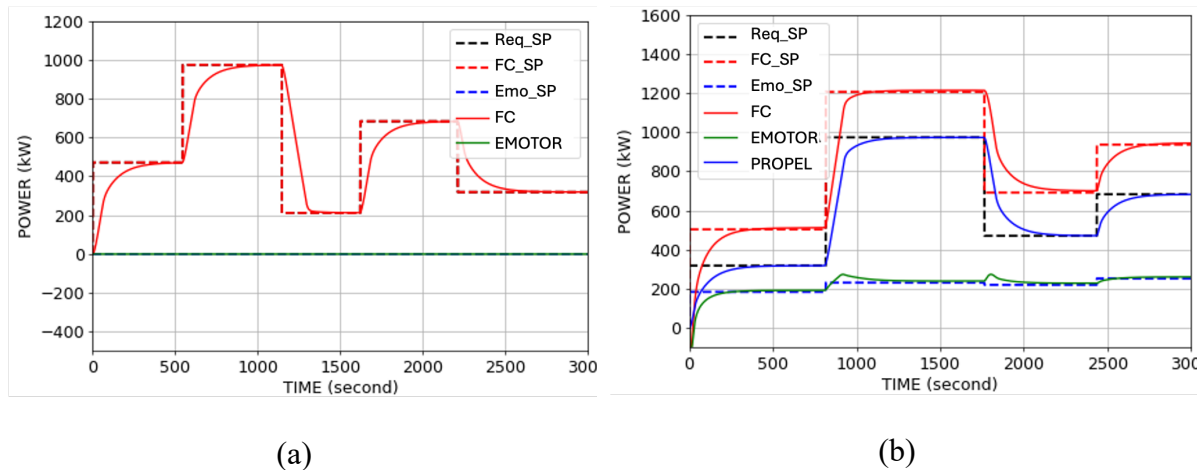 1200
1000
800
600
400
200
0
−200
−400
POWER (kW)
0
500
1000
1500
2000
2500
3000
TIME (second)
Req_SP
FC_SP
Emo_SP
FC
EMOTOR
(a)
1600
1400
1200
1000
800
600
400
200
0
POWER (kW)
0
500
1000
1500
2000
2500
300
TIME (second)
Req_SP
FC_SP
Emo_SP
FC
EMOTOR.
PROPEL
(b)